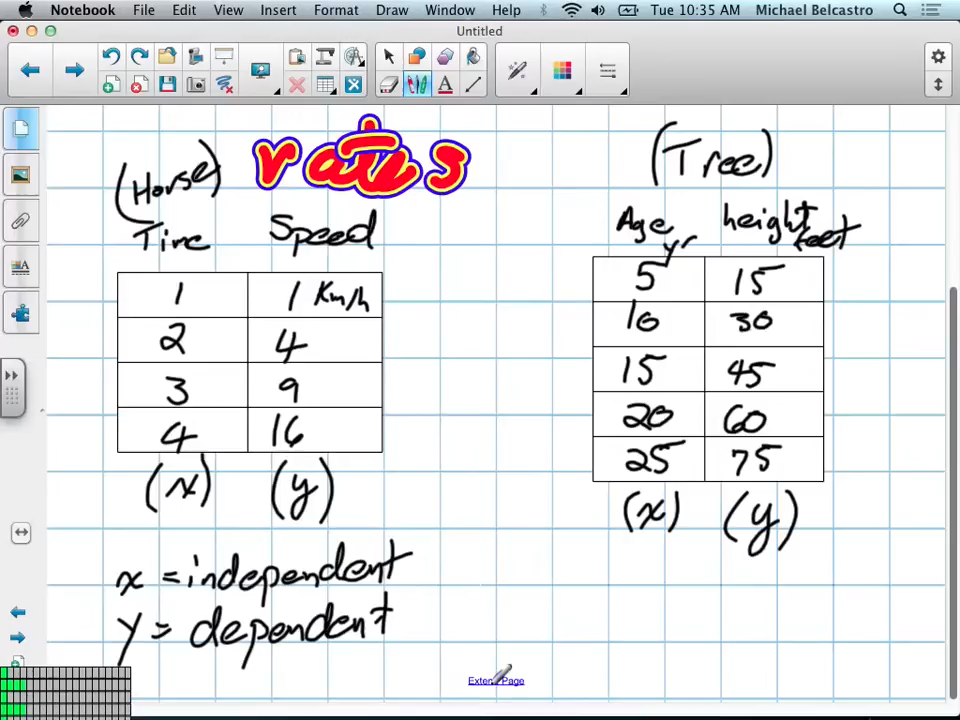 Notebook File Edit View Insert Format Draw Window Help Tue 10:35 AM Michael Belcastro
Untitled
rates
(Horse)
Time Speed
1 1 Km/h
2 4
3 9
4 16
(x) (y)
x = independent
y = dependent
(Tree)
Age yr height feet
5 15
10 30
15 45
20 60
25 75
(x) (y)
Extend Page